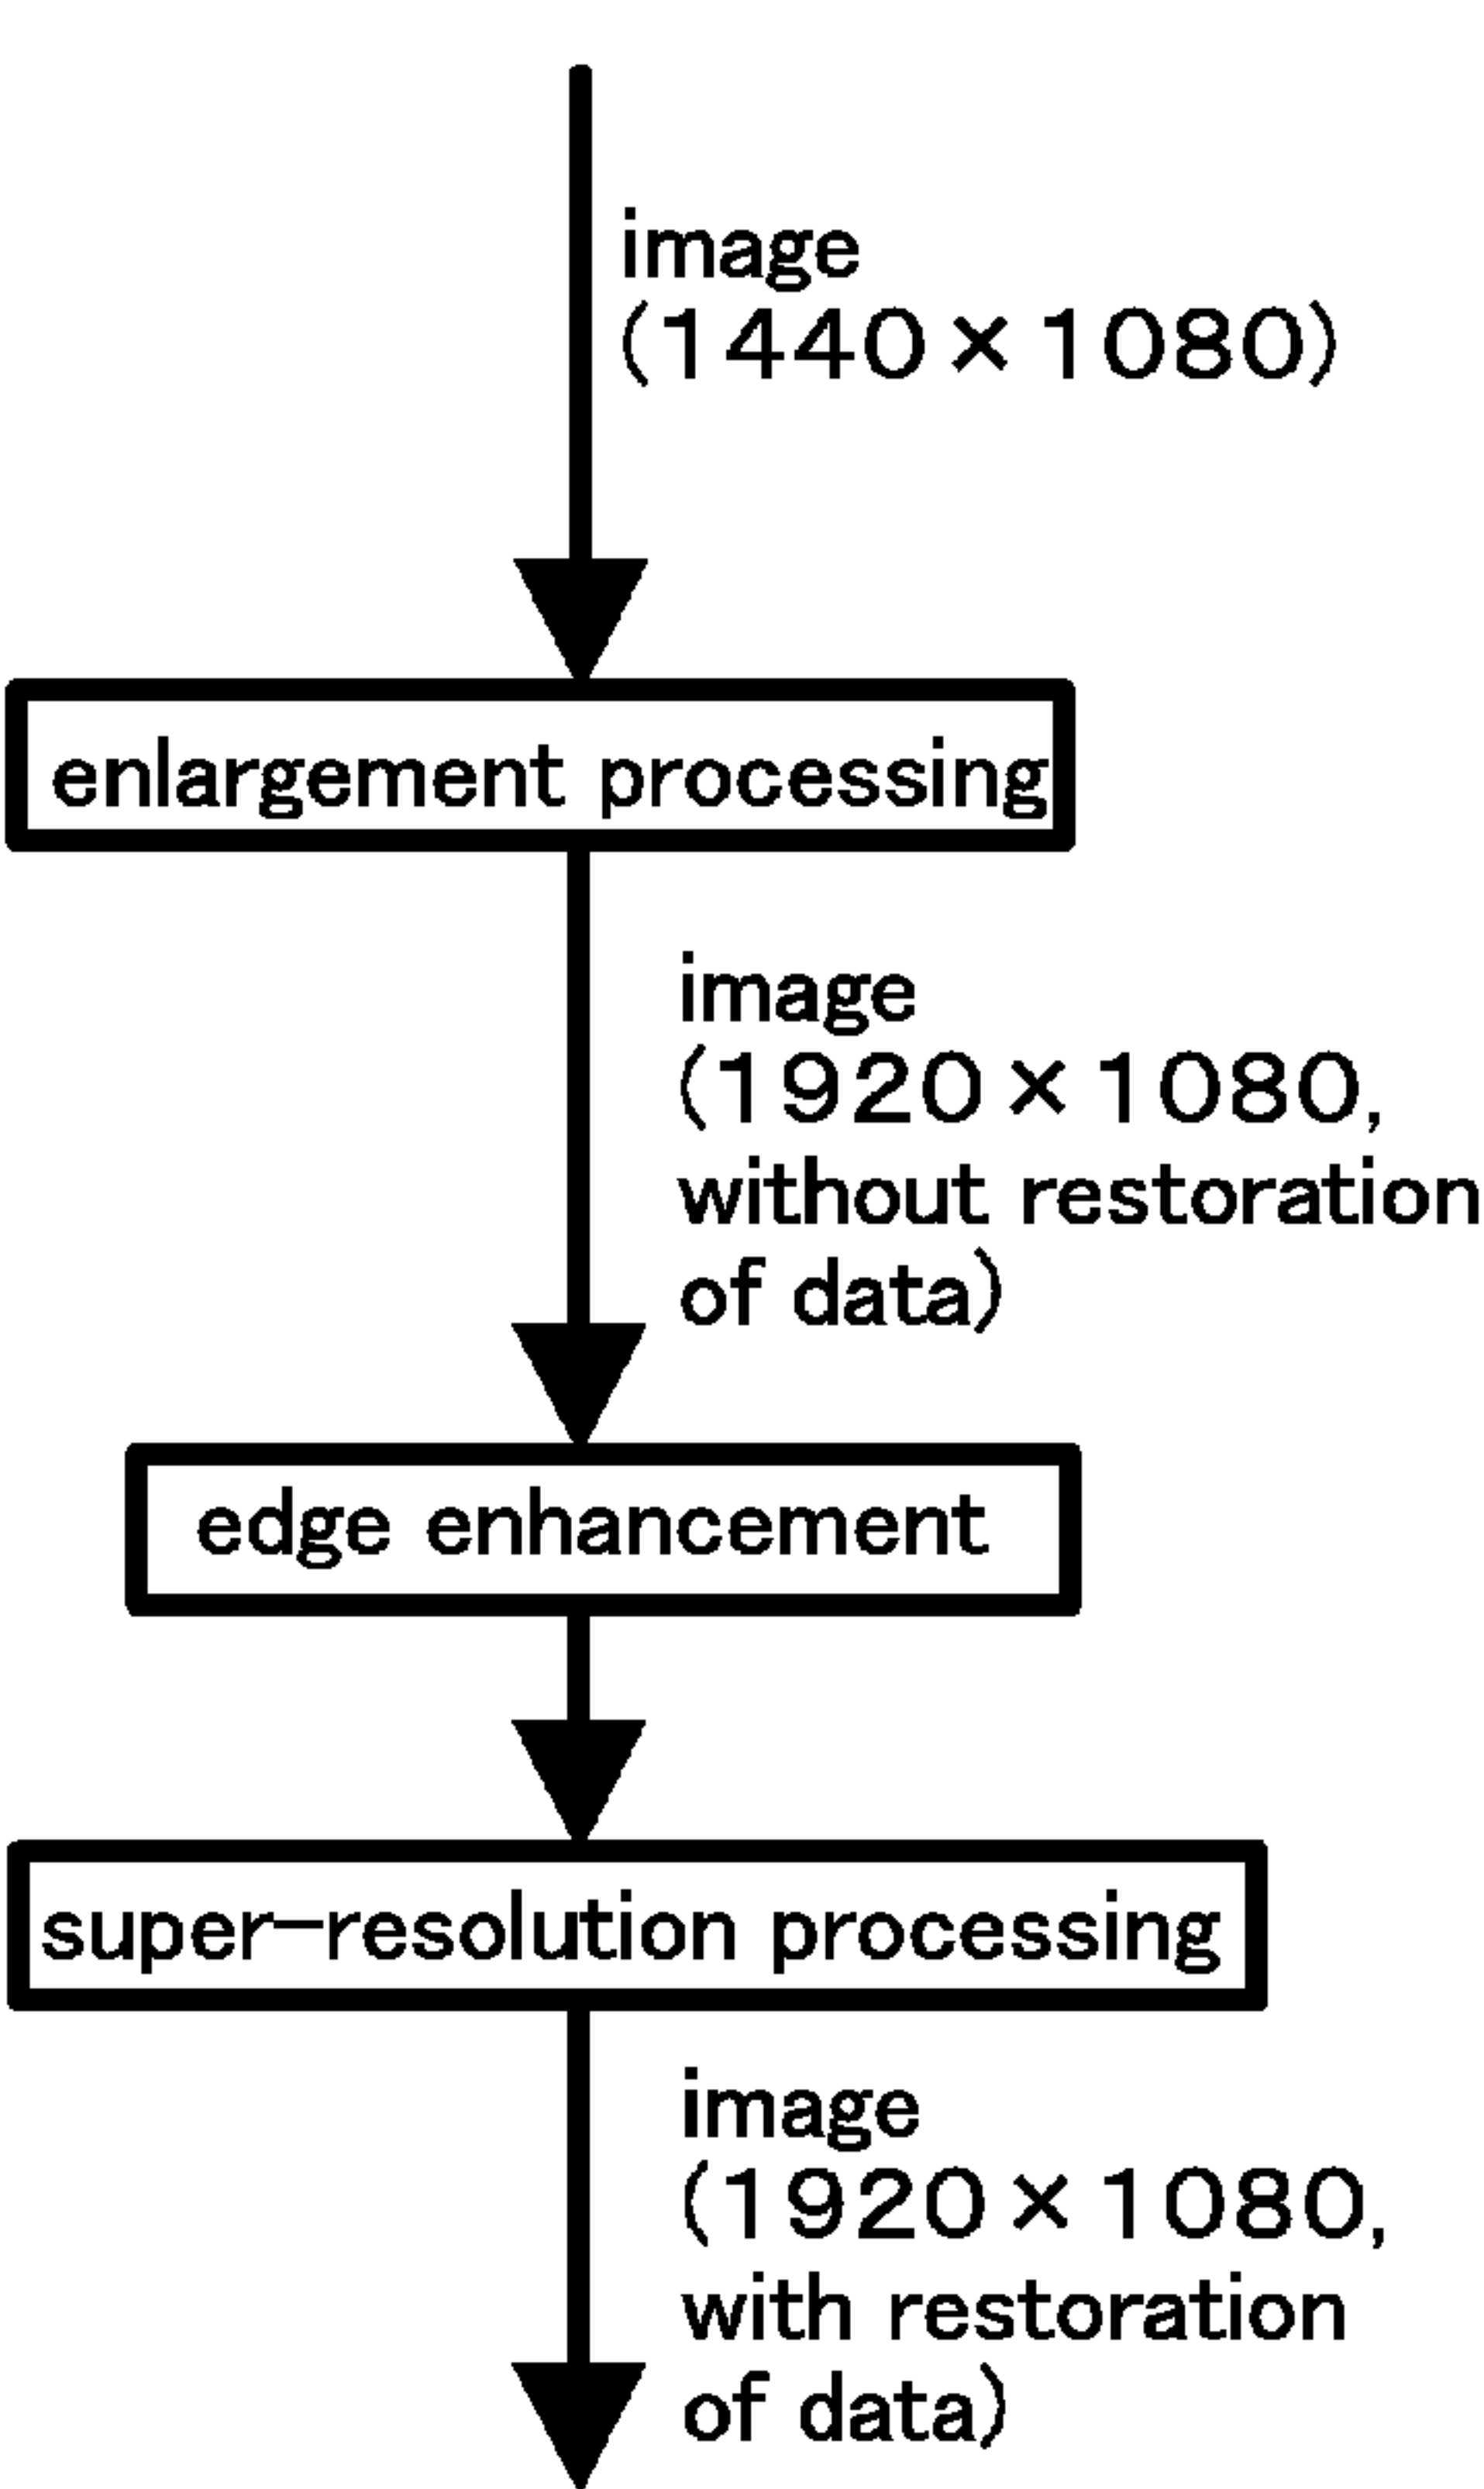 image
(1440×1080)
enlargement processing
image
(1920×1080,
without restoration
of data)
edge enhancement
super-resolution processing
image
(1920×1080,
with restoration
of data)